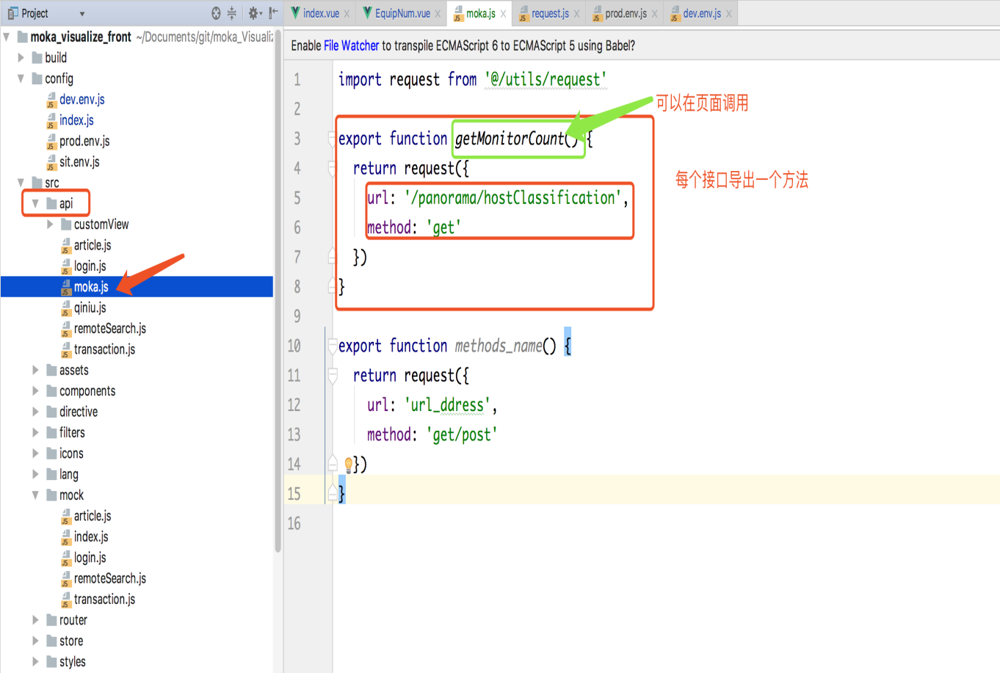 Project
index.vue
EquipNum.vue
moka.js
request.js
prod.env.js
dev.env.js
moka_visualize_front ~/Documents/git/moka_Visualiz
build
config
dev.env.js
index.js
prod.env.js
sit.env.js
src
api
customView
article.js
login.js
moka.js
qiniu.js
remoteSearch.js
transaction.js
assets
components
directive
filters
icons
lang
mock
article.js
index.js
login.js
remoteSearch.js
transaction.js
router
store
styles
Enable File Watcher to transpile ECMAScript 6 to ECMAScript 5 using Babel?
1 import request from '@/utils/request'
可以在页面调用
2
3 export function getMonitorCount() {
4 return request({
每个接口导出一个方法
5 url: '/panorama/hostClassification',
6 method: 'get'
7 })
8 }
9
10 export function methods_name() {
11 return request({
12 url: 'url_ddress',
13 method: 'get/post'
14 })
15 }
16